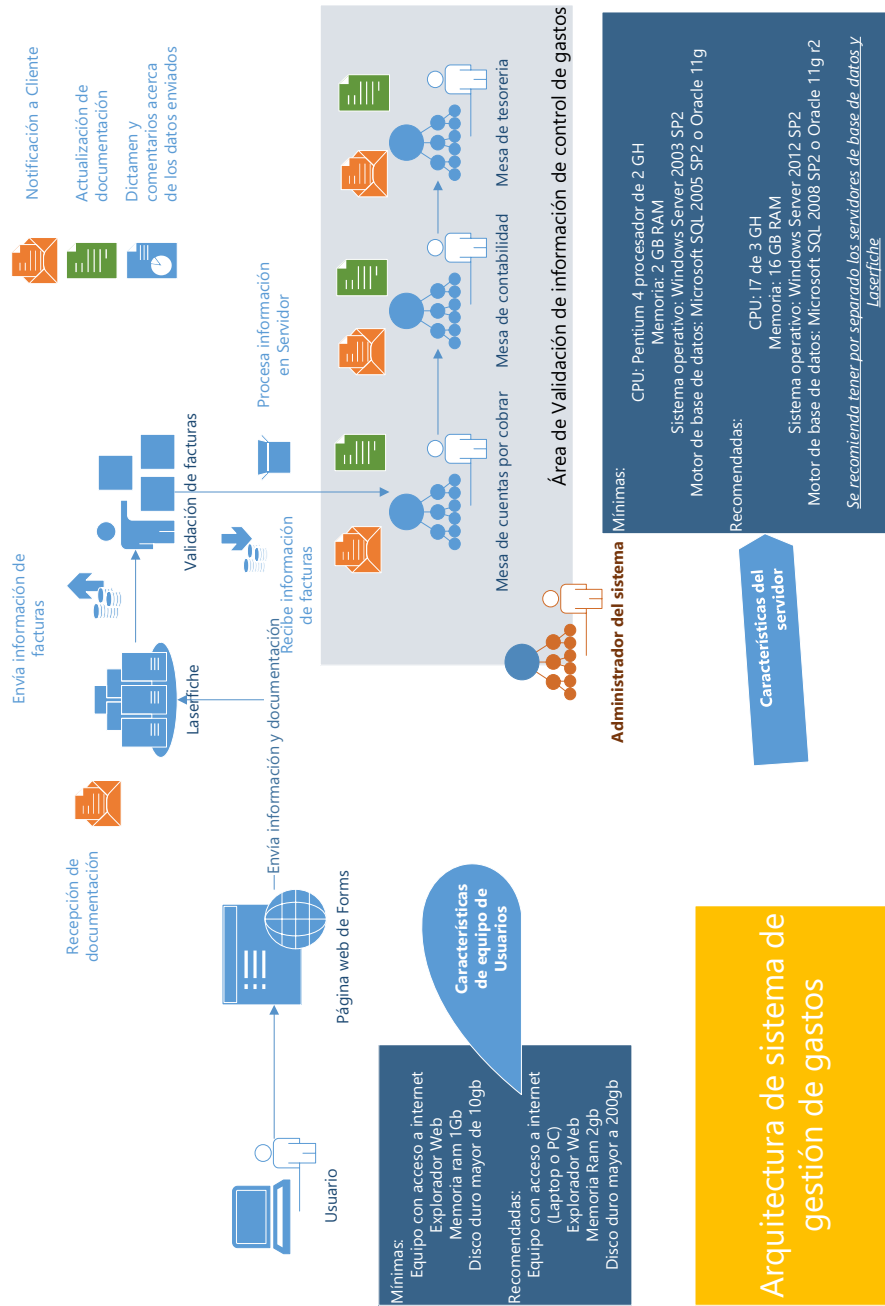 Notificación a Cliente
Actualización de
documentación
Dictamen y
comentarios acerca
de los datos enviados
Envía información de
facturas
Recepción de
documentación
Laserfiche
Validación de facturas
Procesa información
en Servidor
Recibe información
de facturas
Envía información y documentación
Usuario
Página web de Forms
Mesa de cuentas por cobrar
Mesa de contabilidad
Mesa de tesoreria
Área de Validación de información de control de gastos
Administrador del sistema
Mínimas:
Equipo con acceso a internet
Explorador Web
Memoria ram 1Gb
Disco duro mayor de 10gb
Recomendadas:
Equipo con acceso a internet
(Laptop o PC)
Explorador Web
Memoria Ram 2gb
Disco duro mayor a 200gb
Características
de equipo de
Usuarios
Mínimas:
CPU: Pentium 4 procesador de 2 GH
Memoria: 2 GB RAM
Sistema operativo: Windows Server 2003 SP2
Motor de base de datos: Microsoft SQL 2005 SP2 o Oracle 11g
Recomendadas:
CPU: I7 de 3 GH
Memoria: 16 GB RAM
Sistema operativo: Windows Server 2012 SP2
Motor de base de datos: Microsoft SQL 2008 SP2 o Oracle 11g r2
Se recomienda tener por separado los servidores de base de datos y
Laserfiche
Características del
servidor
Arquitectura de sistema de
gestión de gastos